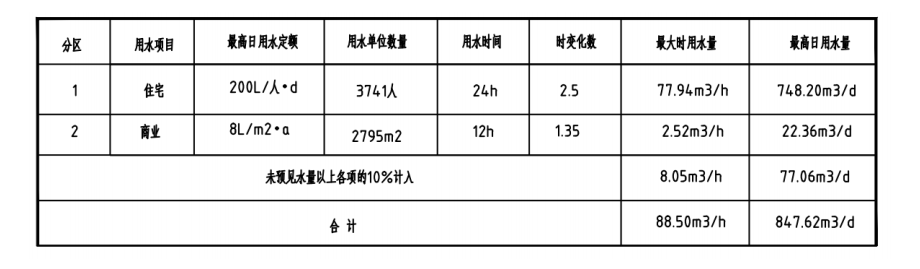 分区 用水项目 最高日用水定额 用水单位数量 用水时间 时变化数 最大时用水量 最高日用水量
1 住宅 200L/人•d 3741人 24h 2.5 77.94m3/h 748.20m3/d
2 商业 8L/m2•a 2795m2 12h 1.35 2.52m3/h 22.36m3/d
未预见水量以上各项的10%计入 8.05m3/h 77.06m3/d
合 计 88.50m3/h 847.62m3/d